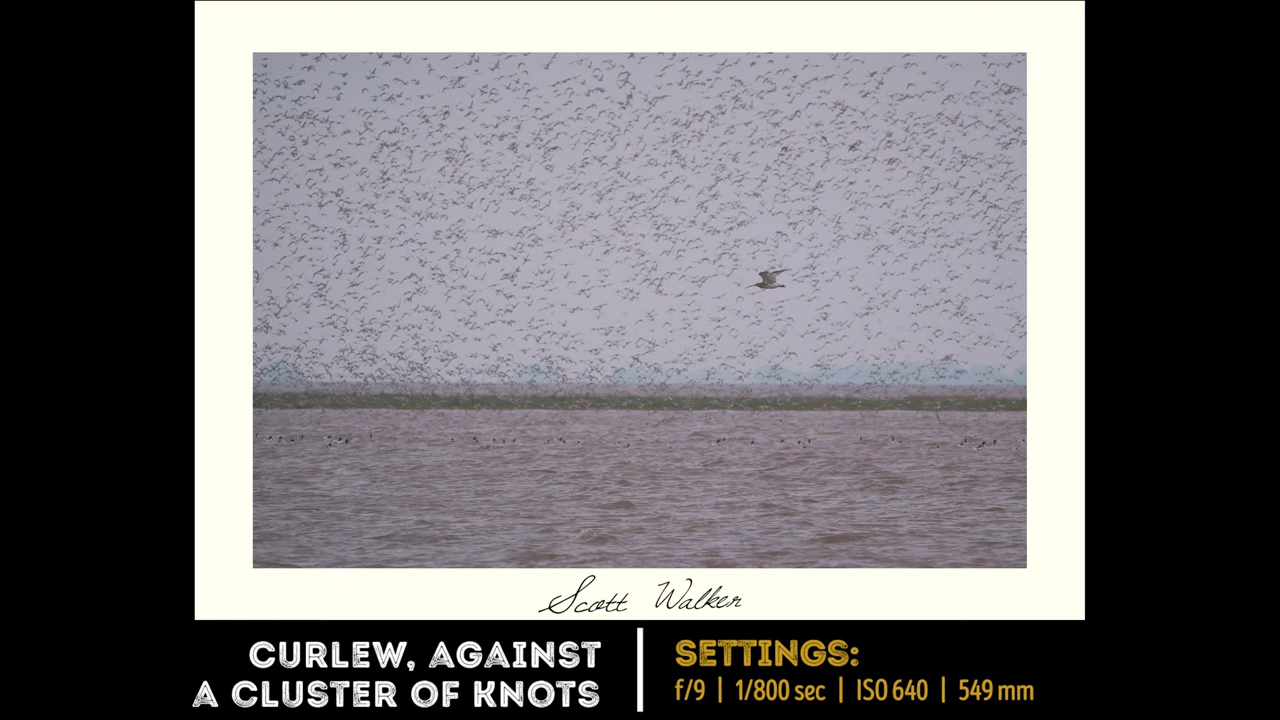 Scott Walker
CURLEW, AGAINST
A CLUSTER OF KNOTS
SETTINGS:
f/9 | 1/800 sec | ISO 640 | 549 mm